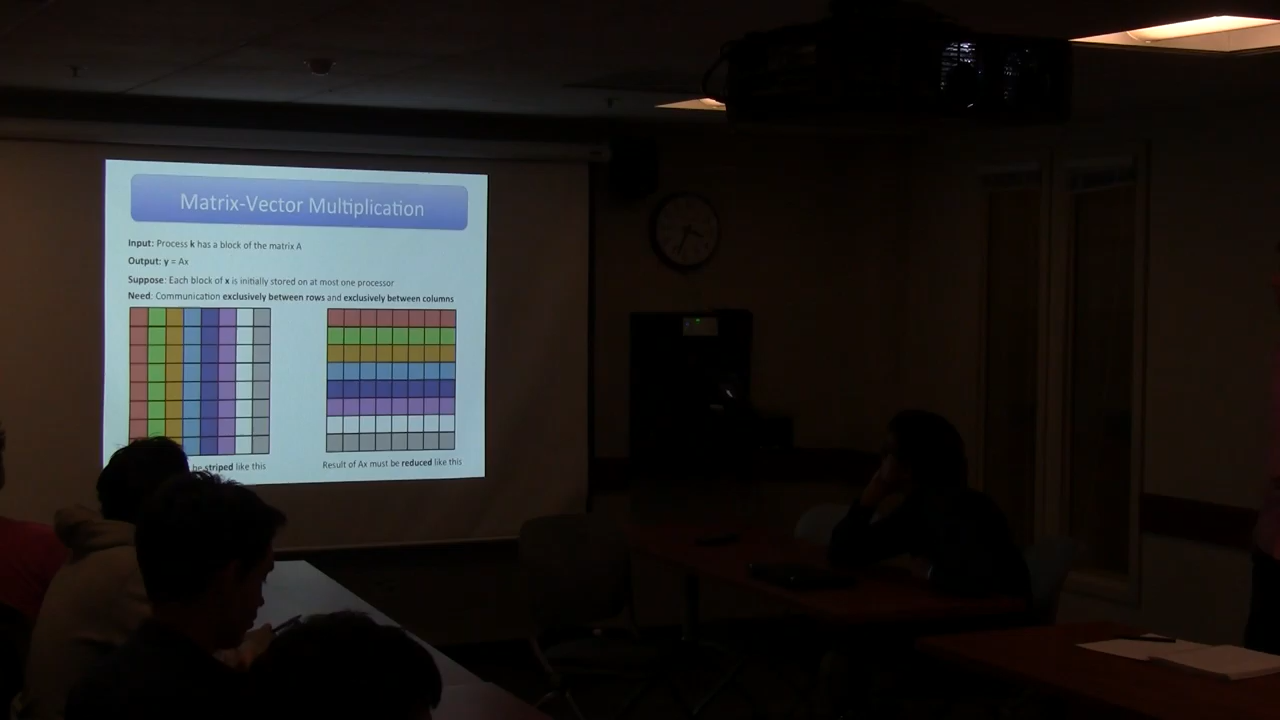 Matrix-Vector Multiplication
Input: Process k has a block of the matrix A
Output: y = Ax
Suppose: Each block of x is initially stored on at most one processor
Need: Communication exclusively between rows and exclusively between columns
be striped like this
Result of Ax must be reduced like this